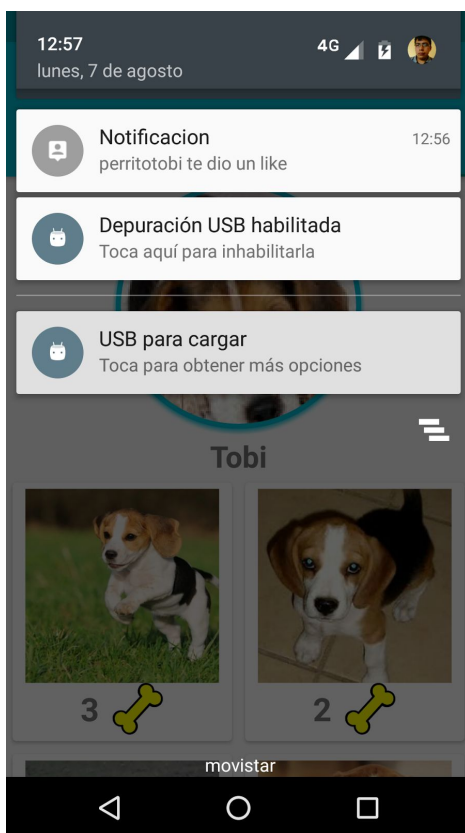 12:57
4G
lunes, 7 de agosto
Notificacion
12:56
perritotobi te dio un like
Depuración USB habilitada
Toca aquí para inhabilitarla
USB para cargar
Toca para obtener más opciones
Tobi
3
2
movistar